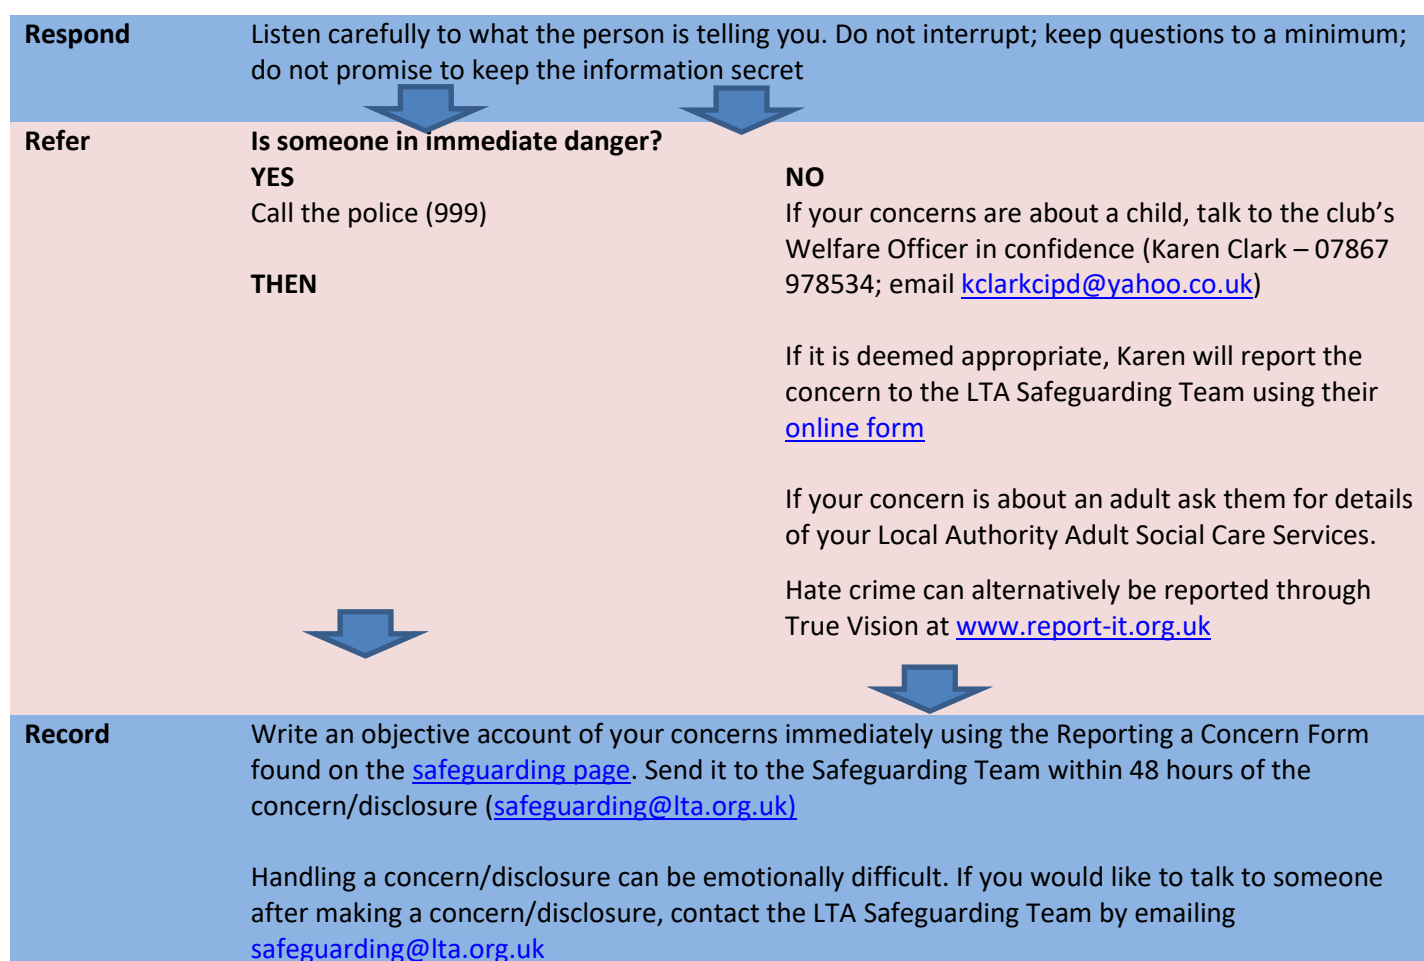 Respond
Listen carefully to what the person is telling you. Do not interrupt; keep questions to a minimum;
do not promise to keep the information secret
Refer
Is someone in immediate danger?
YES
Call the police (999)
THEN
NO
If your concerns are about a child, talk to the club’s
Welfare Officer in confidence (Karen Clark – 07867
978534; email kclarkcipd@yahoo.co.uk)
If it is deemed appropriate, Karen will report the
concern to the LTA Safeguarding Team using their
online form
If your concern is about an adult ask them for details
of your Local Authority Adult Social Care Services.
Hate crime can alternatively be reported through
True Vision at www.report-it.org.uk
Record
Write an objective account of your concerns immediately using the Reporting a Concern Form
found on the safeguarding page. Send it to the Safeguarding Team within 48 hours of the
concern/disclosure (safeguarding@lta.org.uk)
Handling a concern/disclosure can be emotionally difficult. If you would like to talk to someone
after making a concern/disclosure, contact the LTA Safeguarding Team by emailing
safeguarding@lta.org.uk